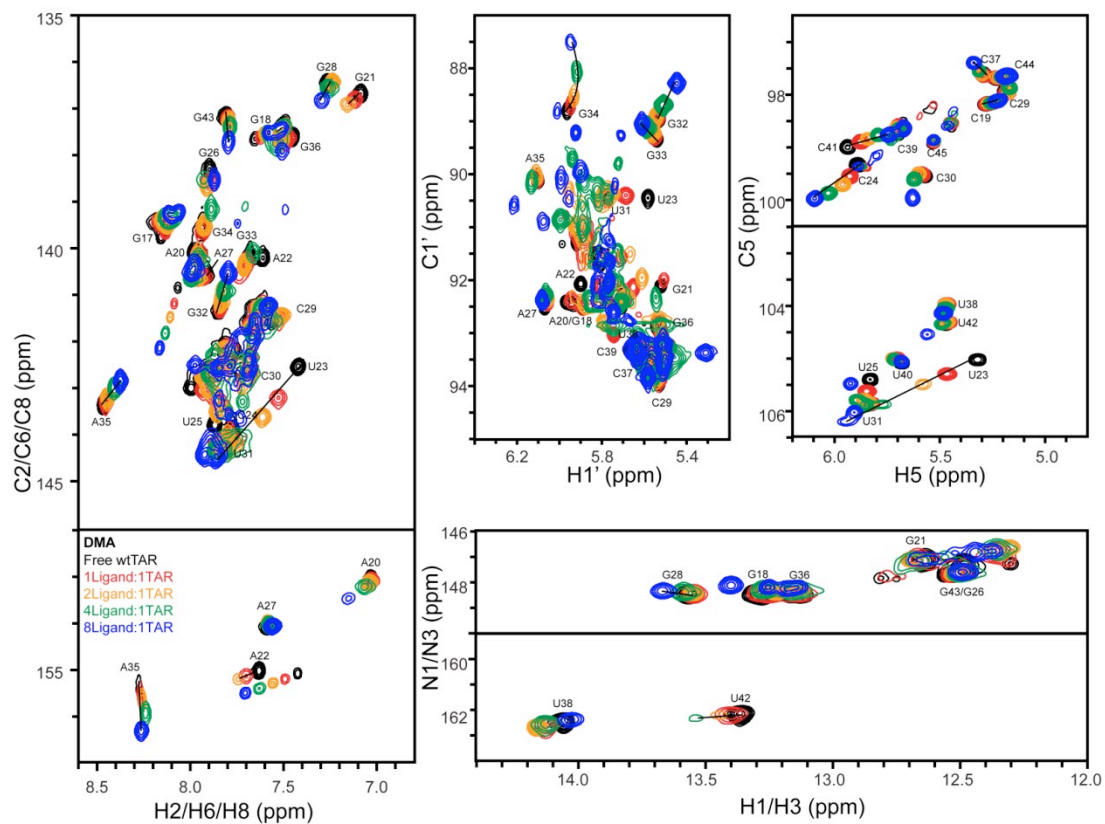 135
140
145
C2/C6/C8 (ppm)
G28
G21
G43
G18
G36
G26
G17
G34
G33
A20
A27
A22
G32
C29
C30
U23
A35
U25
C24
U31
DMA
Free wtTAR
1Ligand:1TAR
2Ligand:1TAR
4Ligand:1TAR
8Ligand:1TAR
A20
A27
A22
A35
155
8.5
8.0
7.5
7.0
H2/H6/H8 (ppm)
88
90
92
94
C1' (ppm)
G34
G32
G33
A35
U31
U23
A22
G21
A27
A20/G18
G36
U38
C39
C37
C29
6.2
5.8
5.4
H1' (ppm)
98
100
104
106
C5 (ppm)
C37
C44
C19
C29
C41
C39
C45
C24
C30
U38
U42
U25
U40
U23
U31
6.0
5.5
5.0
H5 (ppm)
146
148
160
162
N1/N3 (ppm)
G21
G28
G18
G36
G43/G26
U38
U42
14.0
13.5
13.0
12.5
12.0
H1/H3 (ppm)